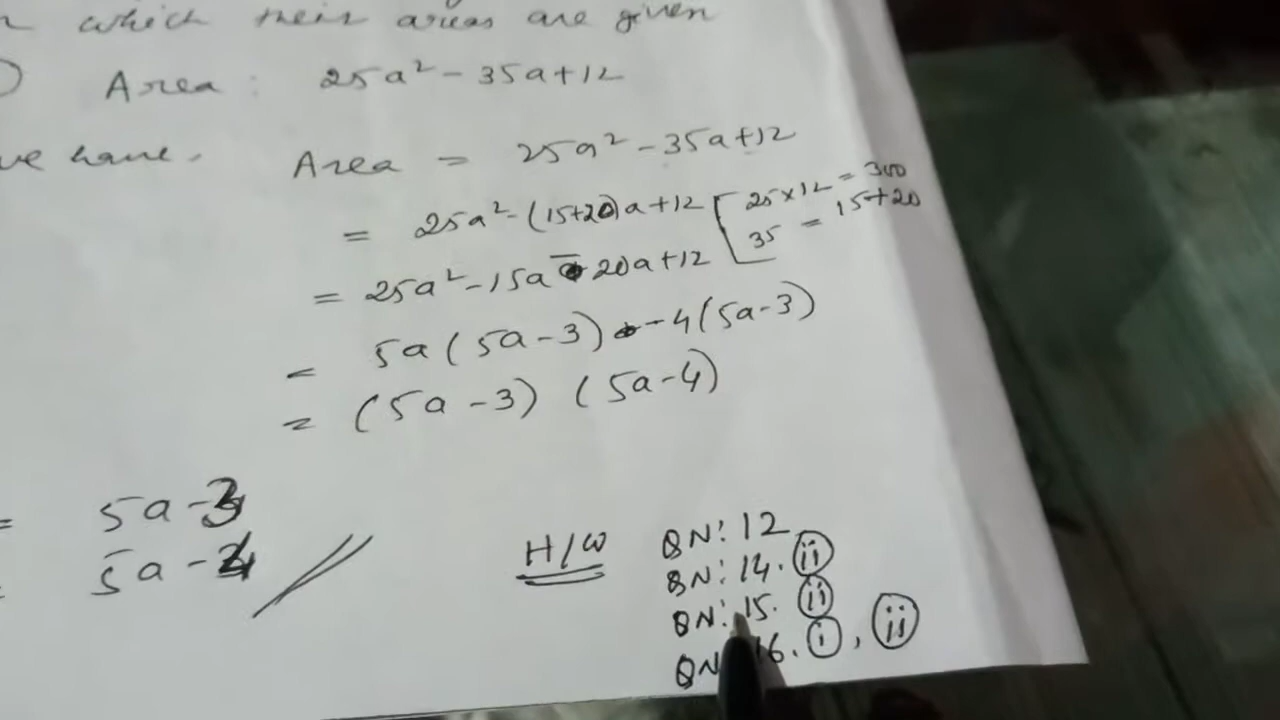 which their areas are given
Area : 25a² - 35a + 12
have. Area = 25a² - 35a + 12
= 25a² - (15+20)a + 12 [ 25 × 12 = 300
35 = 15 + 20
= 25a² - 15a - 20a + 12
= 5a ( 5a - 3 ) - 4 ( 5a - 3 )
= ( 5a - 3 ) ( 5a - 4 )
= 5a - 3
5a - 4
H/W QN: 12
QN: 14. (ii)
QN: 15. (ii)
QN 16. (i), (ii)